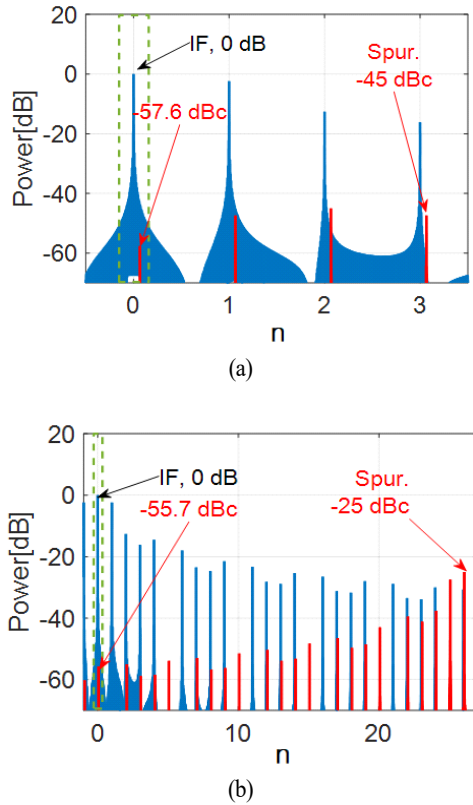 20
IF, 0 dB
Spur.
-45 dBc
0
-57.6 dBc
-20
-40
-60
Power[dB]
0
1
2
3
n
(a)
20
IF, 0 dB
Spur.
-25 dBc
0
-55.7 dBc
-20
-40
-60
Power[dB]
0
10
20
n
(b)